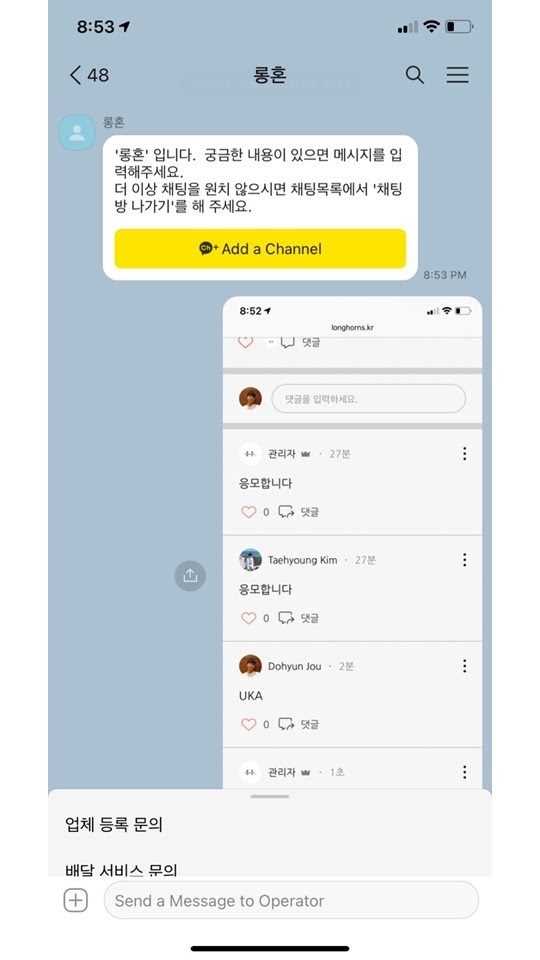 8:53
48
롱혼
롱혼
'롱혼' 입니다. 궁금한 내용이 있으면 메시지를 입
력해주세요.
더 이상 채팅을 원치 않으시면 채팅목록에서 '채팅
방 나가기'를 해 주세요.
Ch+ Add a Channel
8:53 PM
8:52
longhorns.kr
댓글
댓글을 입력하세요.
관리자 · 27분
응모합니다
0 댓글
Taehyoung Kim · 27분
응모합니다
0 댓글
Dohyun Jou · 2분
UKA
0 댓글
관리자 · 1초
업체 등록 문의
배달 서비스 문의
Send a Message to Operator